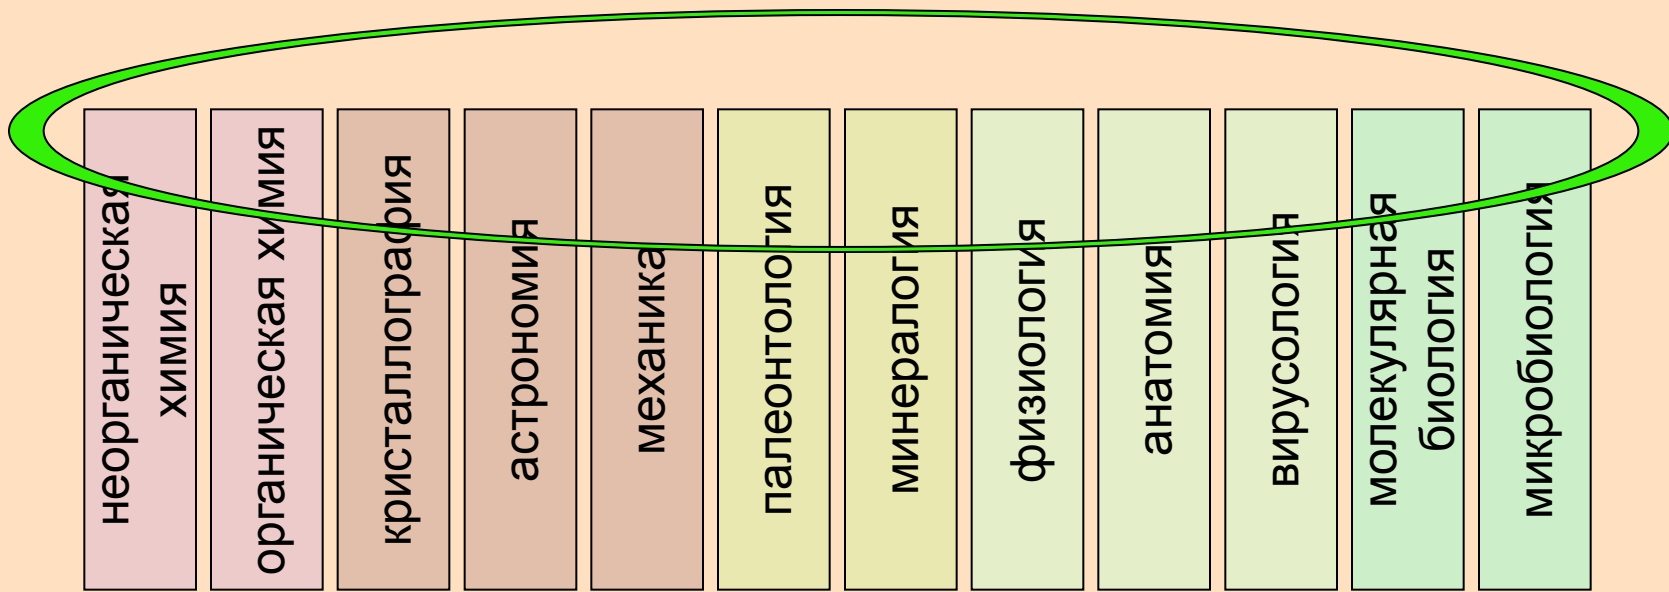 неорганическая
химия
органическая химия
кристаллография
астрономия
механика
палеонтология
минералогия
физиология
анатомия
вирусология
молекулярная
биология
микробиология